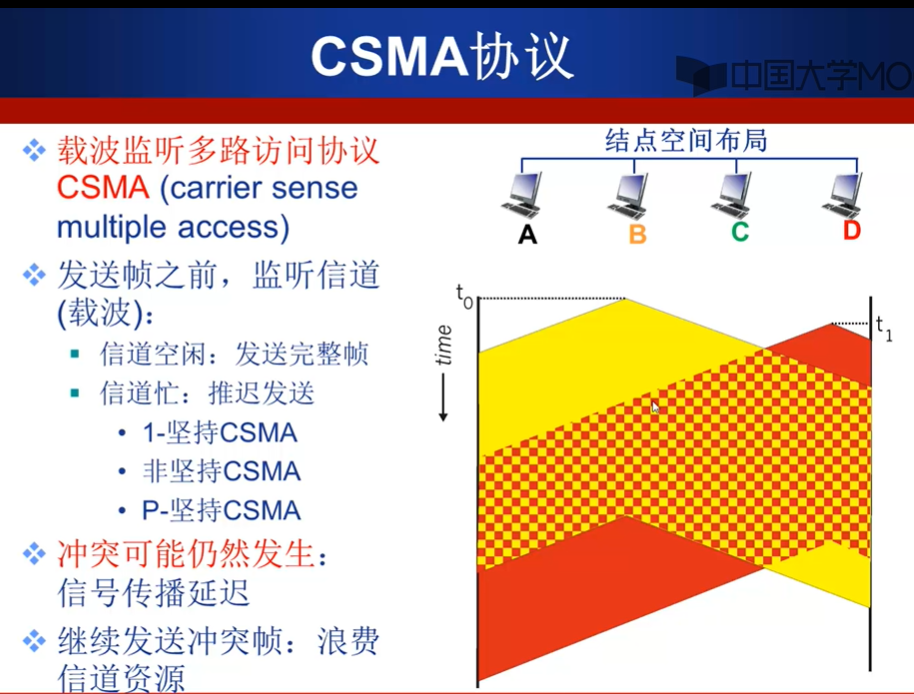 CSMA协议
中国大学MO
载波监听多路访问协议
CSMA (carrier sense
multiple access)
发送帧之前，监听信道
(载波)：
信道空闲：发送完整帧
信道忙：推迟发送
1-坚持CSMA
非坚持CSMA
P-坚持CSMA
冲突可能仍然发生：
信号传播延迟
继续发送冲突帧：浪费
信道资源
结点空间布局
A B C D
t0
time
t1